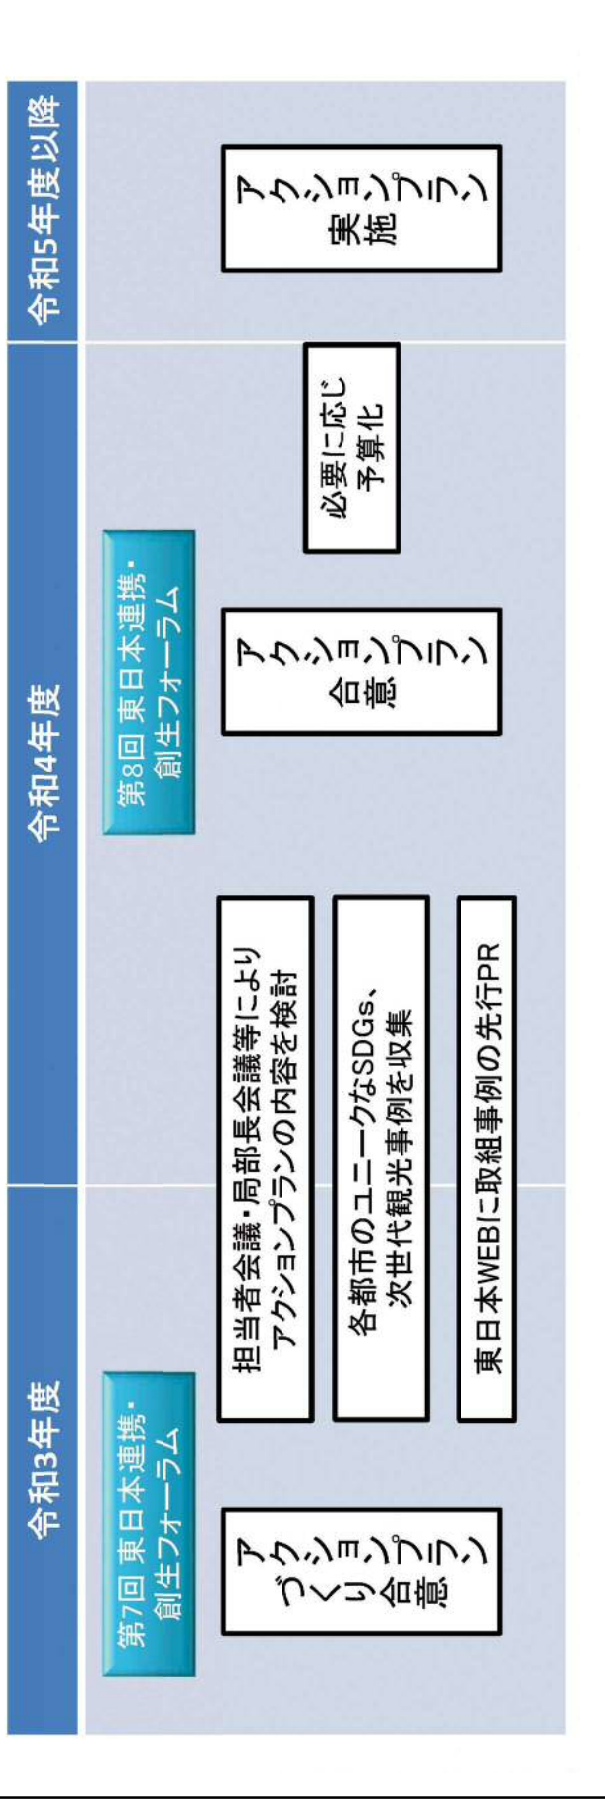 令和3年度
令和4年度
令和5年度以降
第7回 東日本連携・
創生フォーラム
第8回 東日本連携・
創生フォーラム
アクションプラン
づくり合意
担当者会議・局部長会議等により
アクションプランの内容を検討
各都市のユニークなSDGs、
次世代観光事例を収集
東日本WEBに取組事例の先行PR
アクションプラン
合意
必要に応じ
予算化
アクションプラン
実施